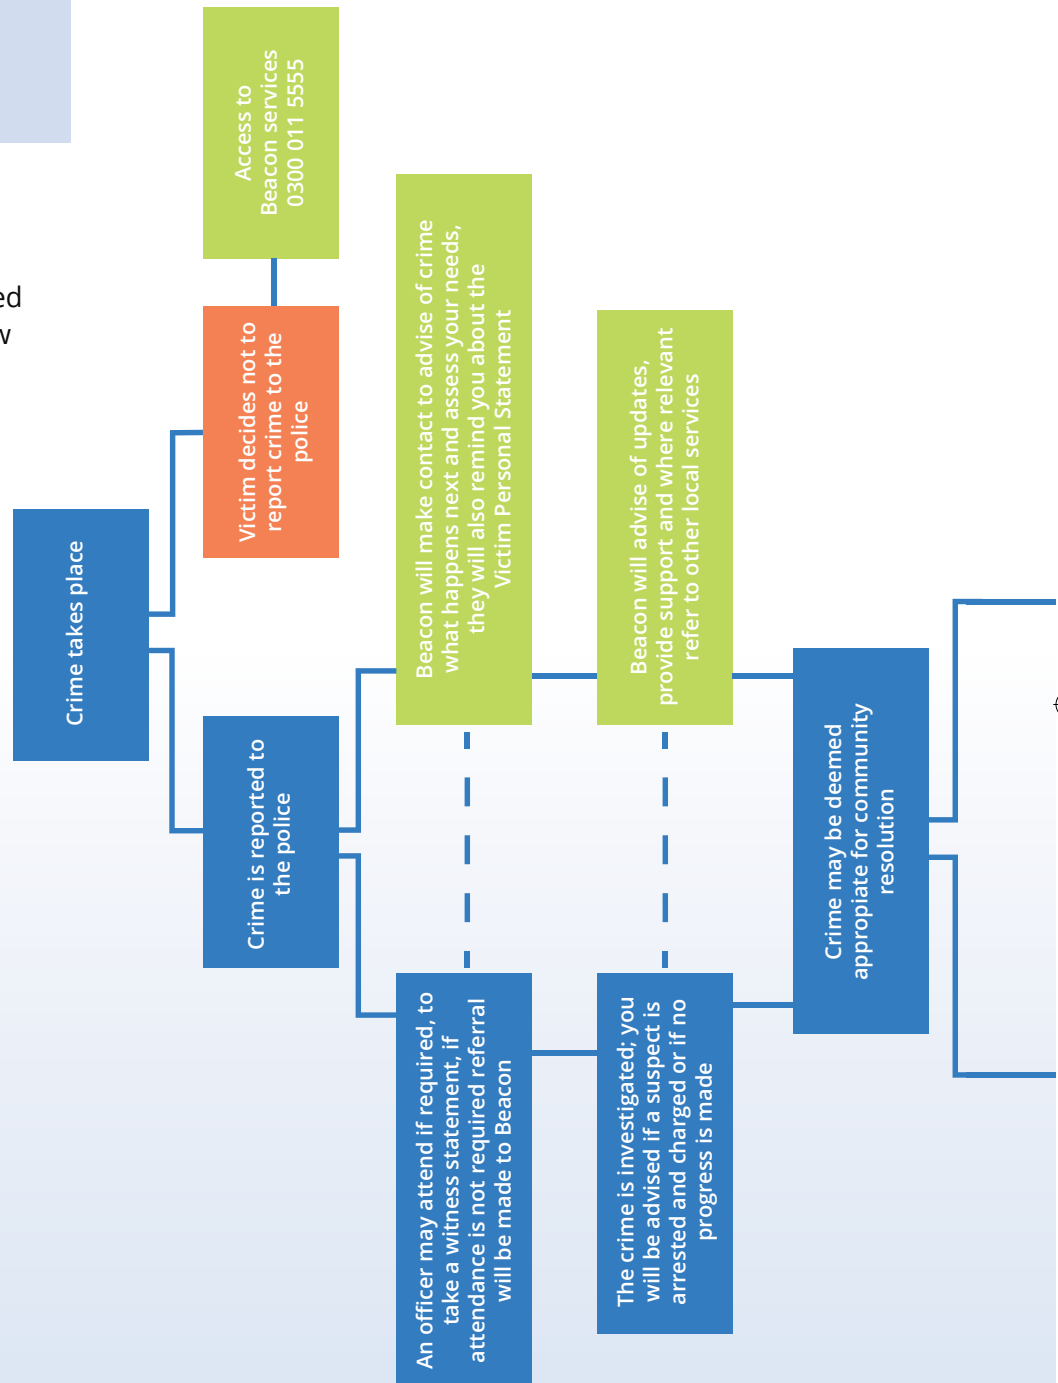 ed
w
Crime takes place
Crime is reported to
the police
Victim decides not to
report crime to the
police
Access to
Beacon services
0300 011 5555
An officer may attend if required, to
take a witness statement, if
attendance is not required referral
will be made to Beacon
Beacon will make contact to advise of crime
what happens next and assess your needs,
they will also remind you about the
Victim Personal Statement
The crime is investigated; you
will be advised if a suspect is
arrested and charged or if no
progress is made
Beacon will advise of updates,
provide support and where relevant
refer to other local services
Crime may be deemed
appropiate for community
resolution